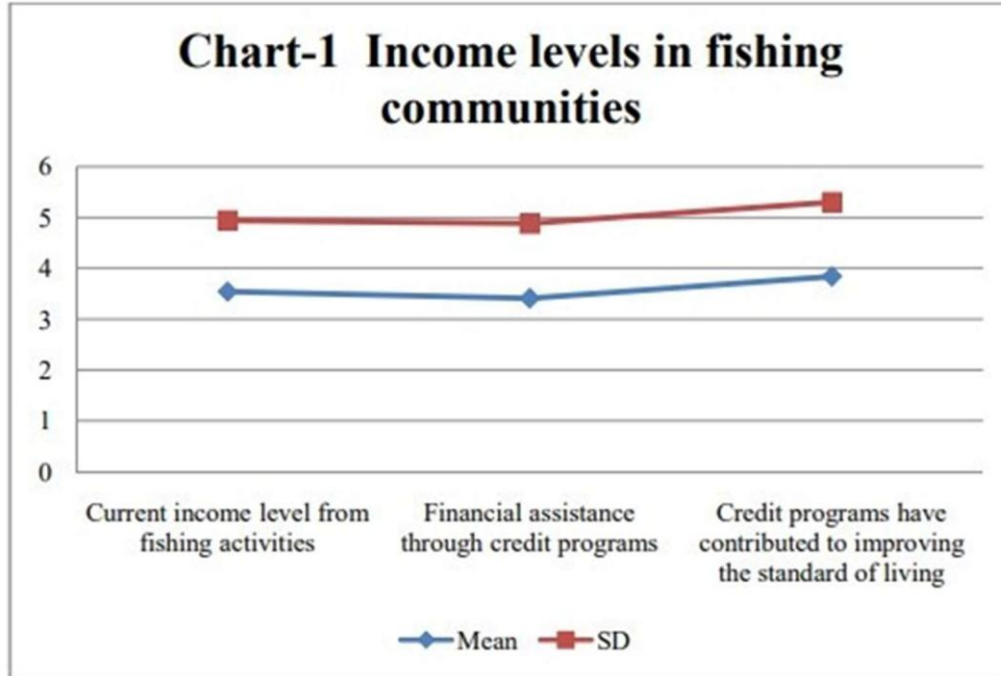 Chart-1 Income levels in fishing
communities
6
5
4
3
2
1
0
Current income level from
fishing activities
Financial assistance
through credit programs
Credit programs have
contributed to improving
the standard of living
Mean
SD